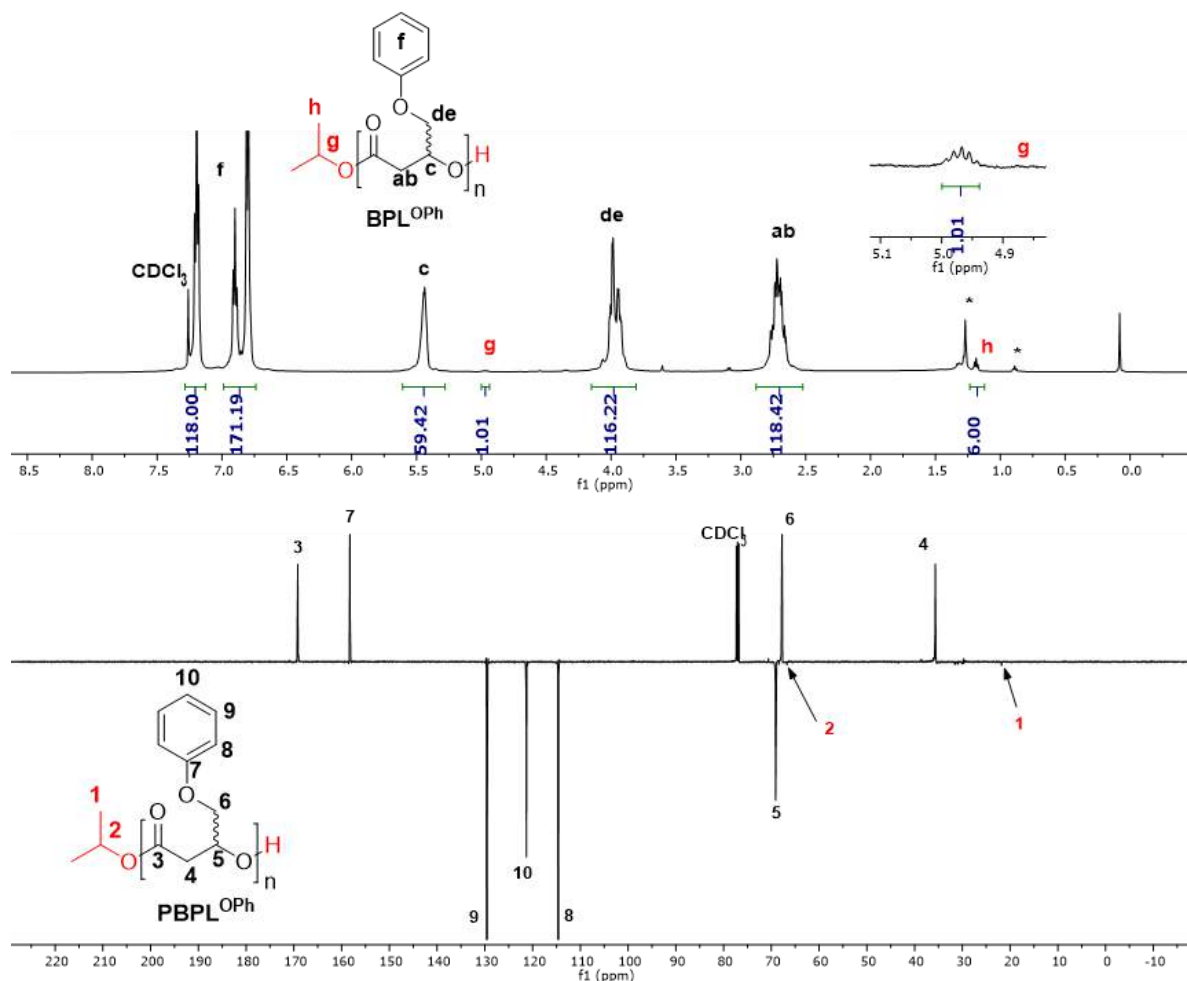 f
h
O
de
g
O
H
O
c
O
n
ab
BPL^OPh
f
CDCl3
c
g
de
ab
*
h
*
g
1.01
5.1 5.0 4.9
f1 (ppm)
118.00
171.19
59.42
1.01
116.22
118.42
6.00
8.5 8.0 7.5 7.0 6.5 6.0 5.5 5.0 4.5 4.0 3.5 3.0 2.5 2.0 1.5 1.0 0.5 0.0
f1 (ppm)
3
7
CDCl3
6
4
2
1
5
10
9
8
10
9
8
7
O
6
1
O
2
H
O
3
5
O
4
n
PBPL^OPh
220 210 200 190 180 170 160 150 140 130 120 110 100 90 80 70 60 50 40 30 20 10 0 -10
f1 (ppm)